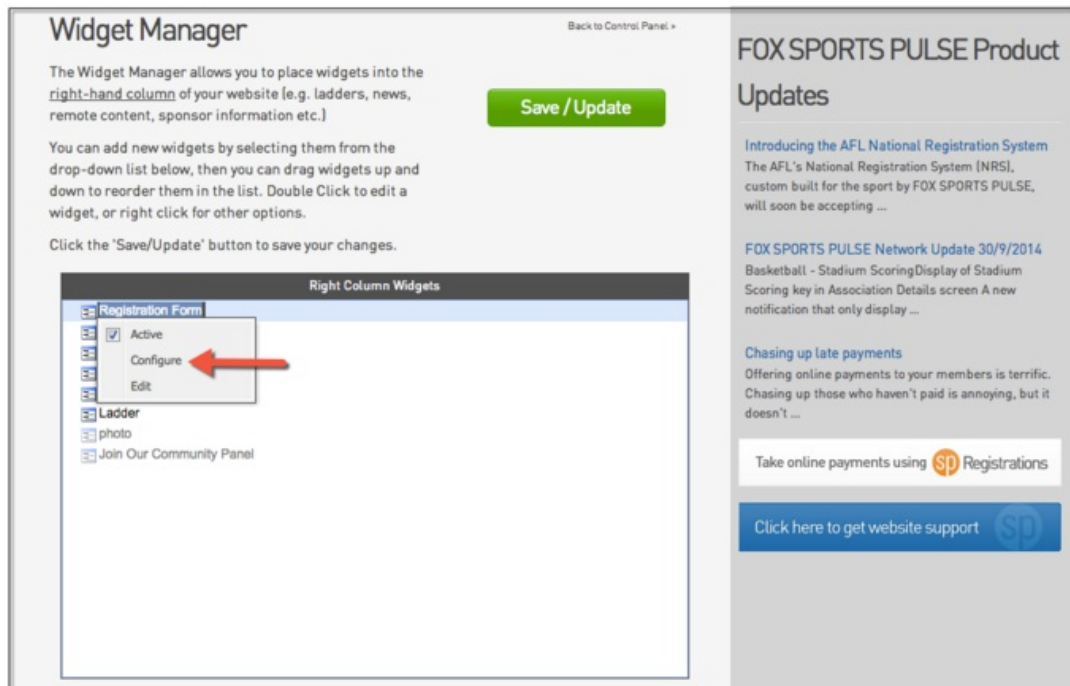 Widget Manager
Back to Control Panel »
The Widget Manager allows you to place widgets into the
right-hand column of your website (e.g. ladders, news,
remote content, sponsor information etc.)
Save / Update
You can add new widgets by selecting them from the
drop-down list below, then you can drag widgets up and
down to reorder them in the list. Double Click to edit a
widget, or right click for other options.
Click the 'Save/Update' button to save your changes.
Right Column Widgets
Registration Form
Active
Configure
Edit
Ladder
photo
Join Our Community Panel
FOX SPORTS PULSE Product
Updates
Introducing the AFL National Registration System
The AFL's National Registration System (NRS),
custom built for the sport by FOX SPORTS PULSE,
will soon be accepting ...
FOX SPORTS PULSE Network Update 30/9/2014
Basketball - Stadium ScoringDisplay of Stadium
Scoring key in Association Details screen A new
notification that only display ...
Chasing up late payments
Offering online payments to your members is terrific.
Chasing up those who haven't paid is annoying, but it
doesn't ...
Take online payments using sp Registrations
Click here to get website support sp